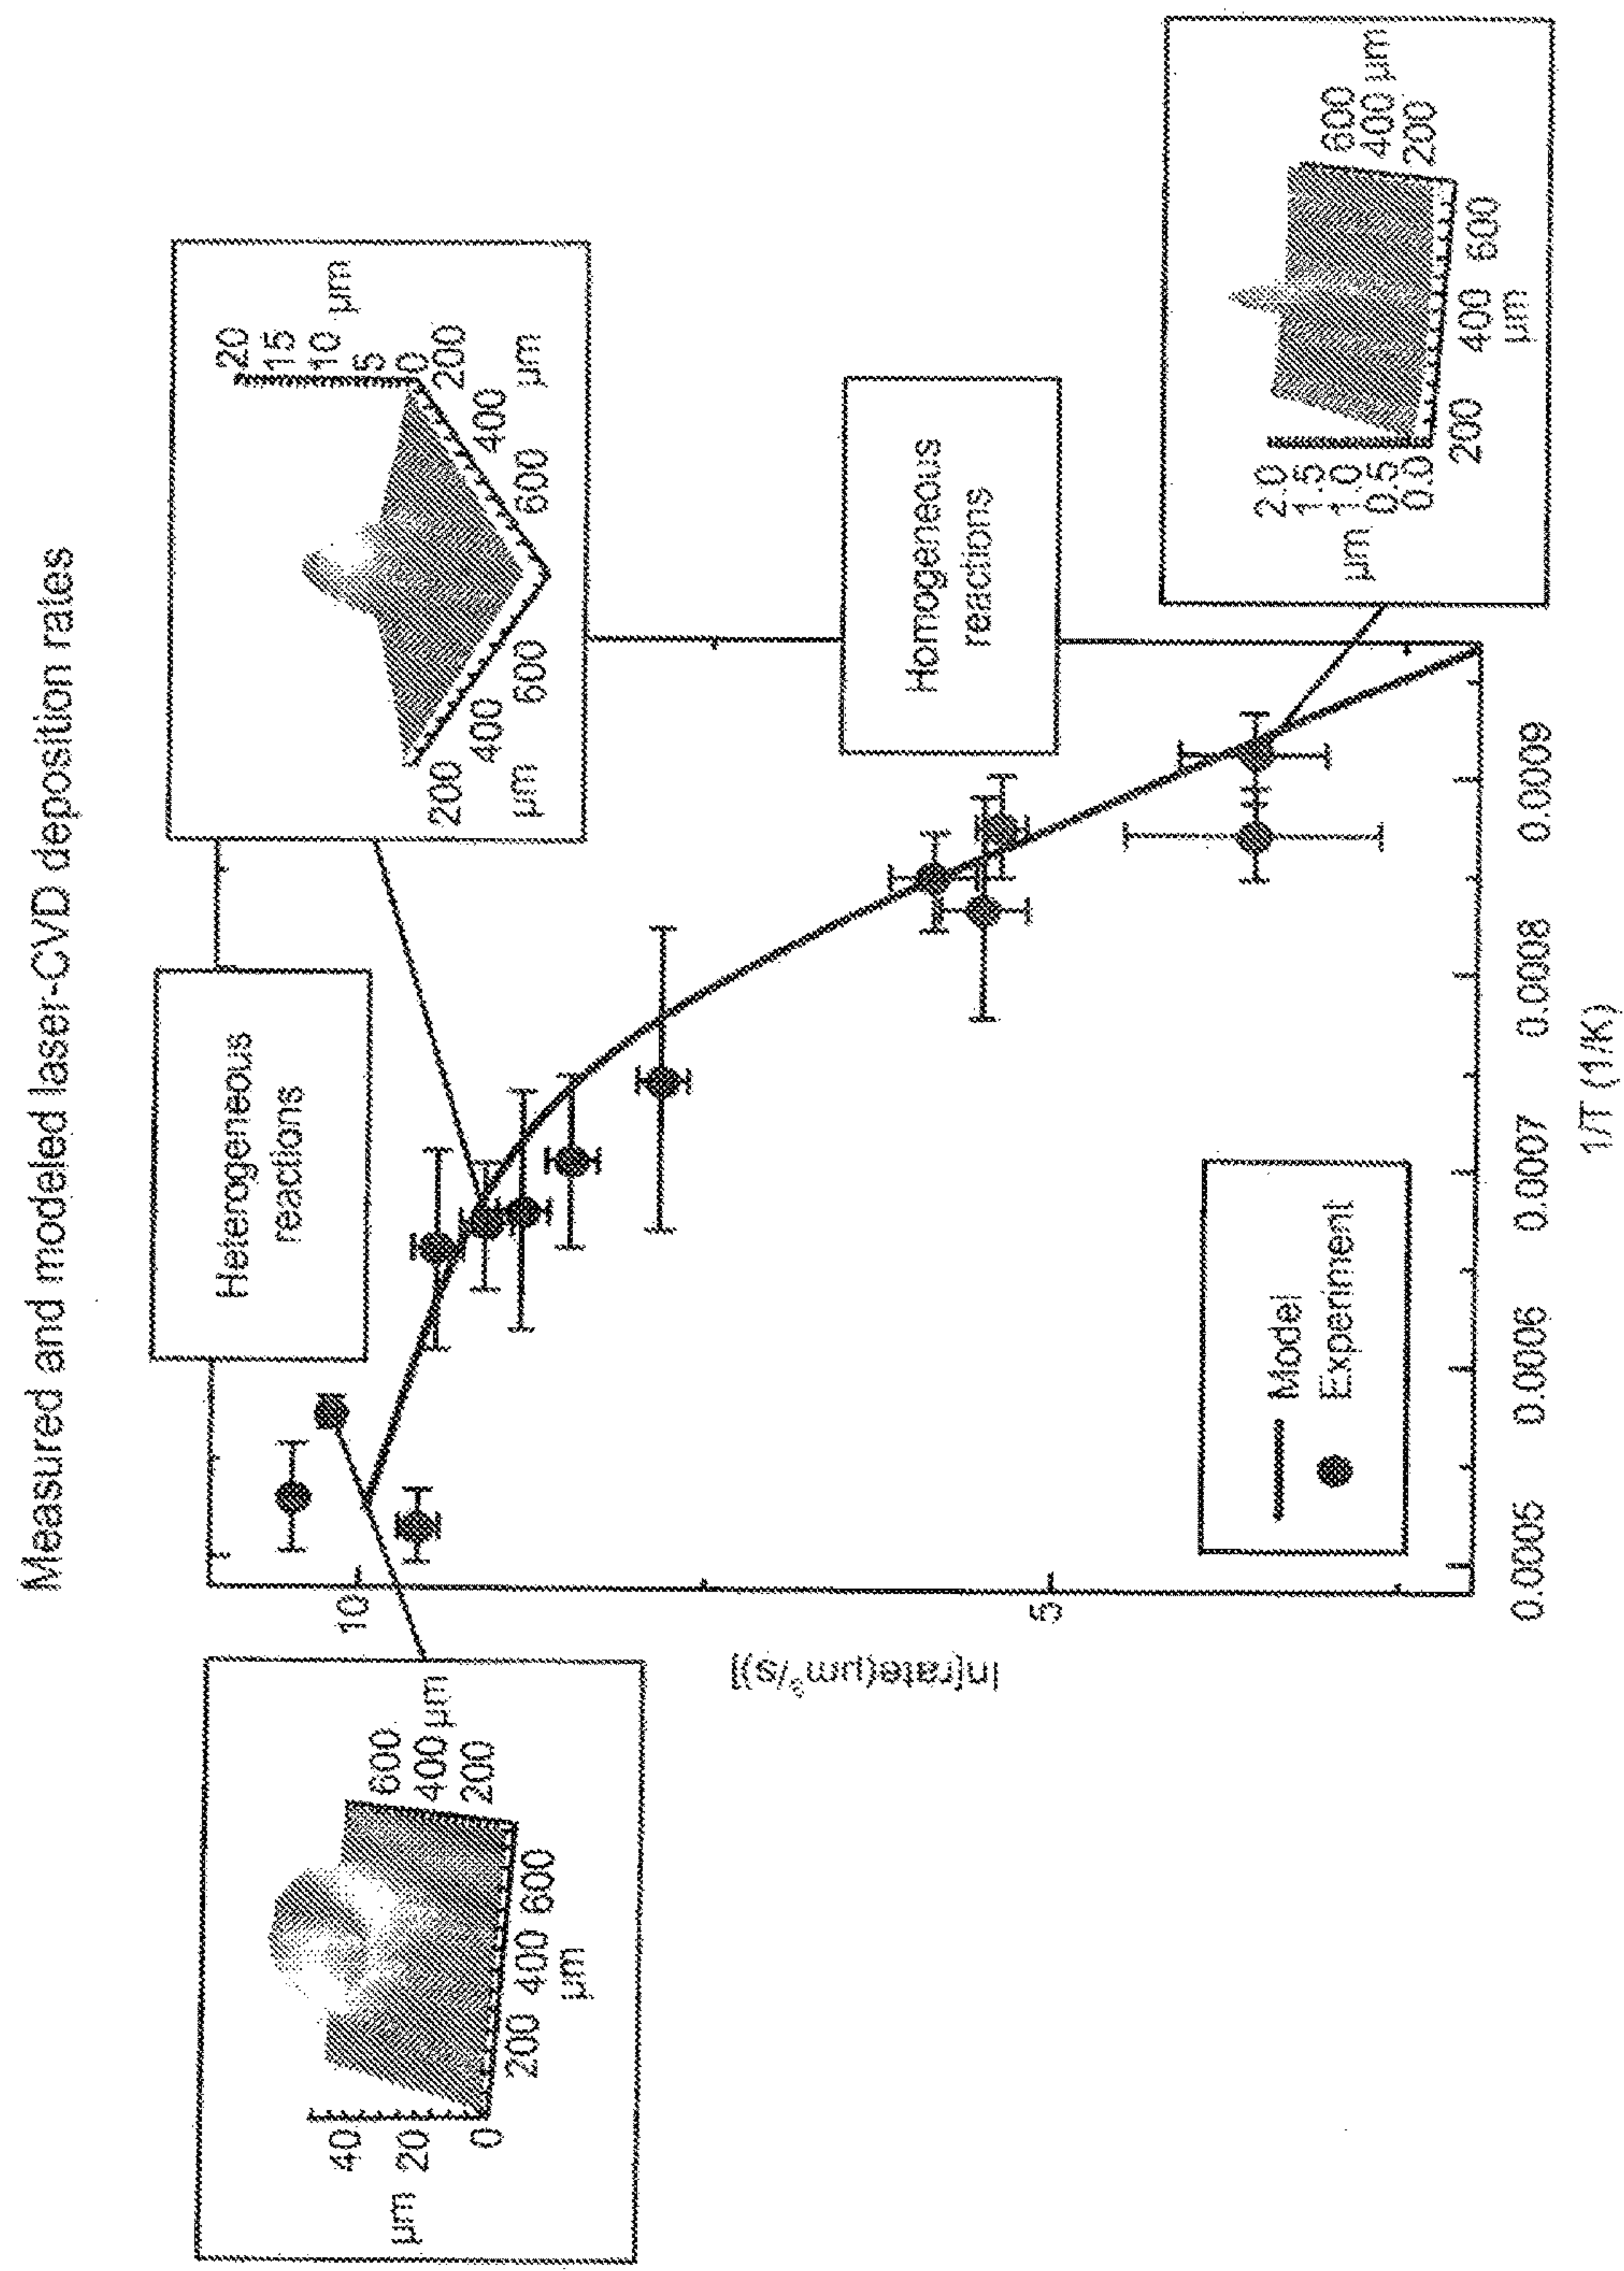 Measured and modeled laser-CVD deposition rates
Heterogeneous
reactions
20
15
10
5
0
µm
200
400
600
µm
200
400
600
µm
40
20
0
µm
200
400
600
µm
600
400 µm
200
Homogeneous
reactions
2.0
1.5
1.0
0.5
0.0
µm
200
400
600
µm
600
400 µm
200
10
5
ln[rate(µm³/s)]
Model
Experiment
0.0005
0.0006
0.0007
0.0008
0.0009
1/T (1/K)